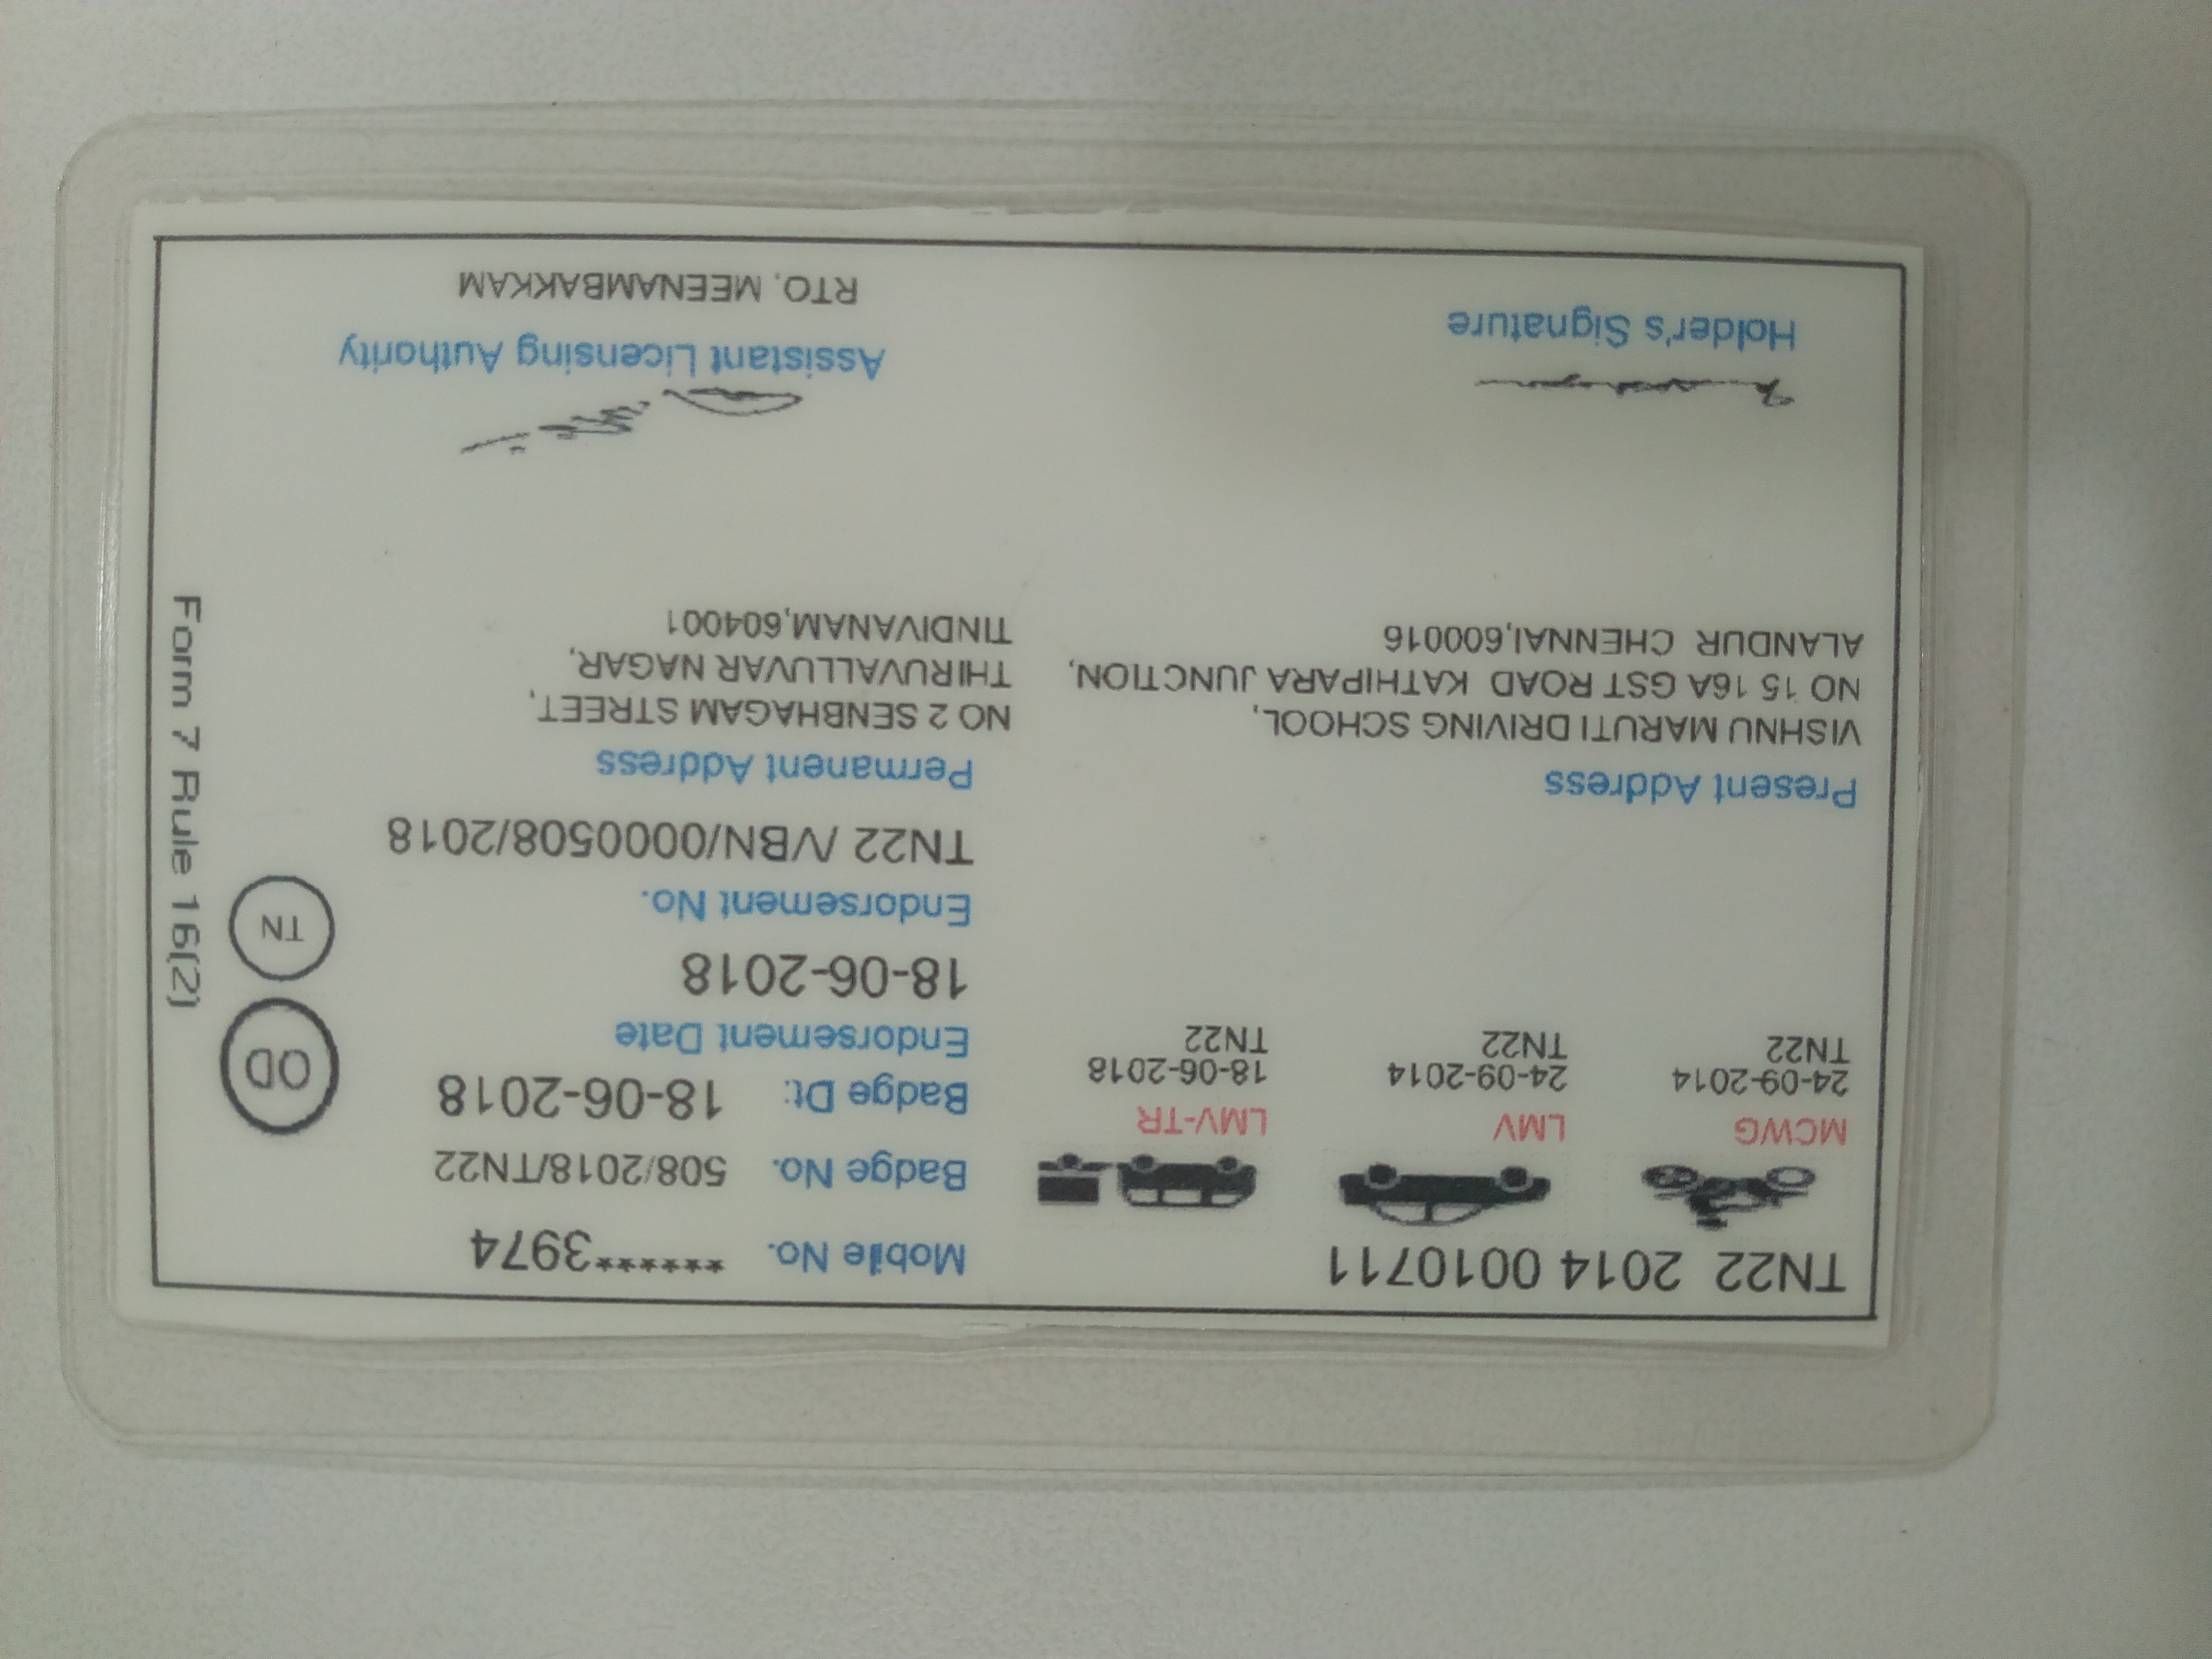 TN22 2014 0010711
MCWG
24-09-2014
TN22
LMV
24-09-2014
TN22
LMV-TR
18-06-2018
TN22
Mobile No. ******3974
Badge No. 508/2018/TN22
Badge Dt: 18-06-2018
Endorsement Date
18-06-2018
Endorsement No.
TN22 /VBN/0000508/2018
OD
TN
Form 7 Rule 16(2)
Present Address
VISHNU MARUTI DRIVING SCHOOL,
NO 15 16A GST ROAD KATHIPARA JUNCTION,
ALANDUR CHENNAI,600016
Permanent Address
NO 2 SENBHAGAM STREET,
THIRUVALLUVAR NAGAR,
TINDIVANAM,604001
Holder's Signature
Assistant Licensing Authority
RTO, MEENAMBAKKAM